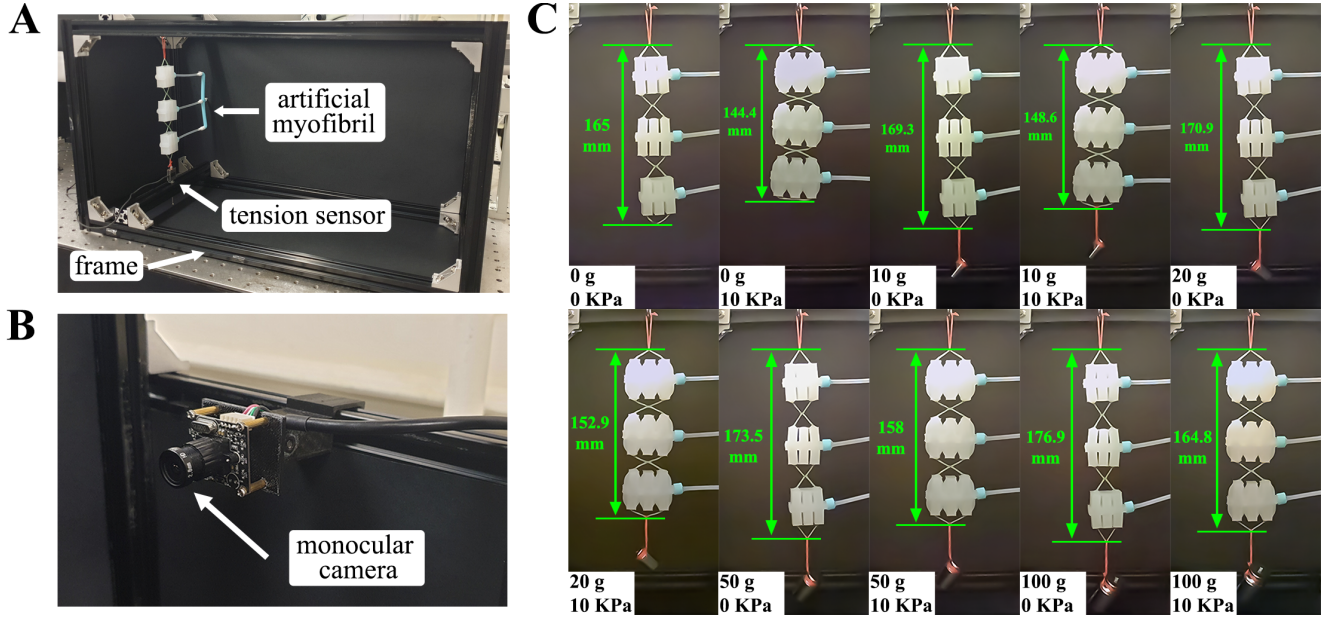 A
artificial
myofibril
tension sensor
frame
B
monocular
camera
C
165
mm
0 g
0 KPa
144.4
mm
0 g
10 KPa
169.3
mm
10 g
0 KPa
148.6
mm
10 g
10 KPa
170.9
mm
20 g
0 KPa
152.9
mm
20 g
10 KPa
173.5
mm
50 g
0 KPa
158
mm
50 g
10 KPa
176.9
mm
100 g
0 KPa
164.8
mm
100 g
10 KPa